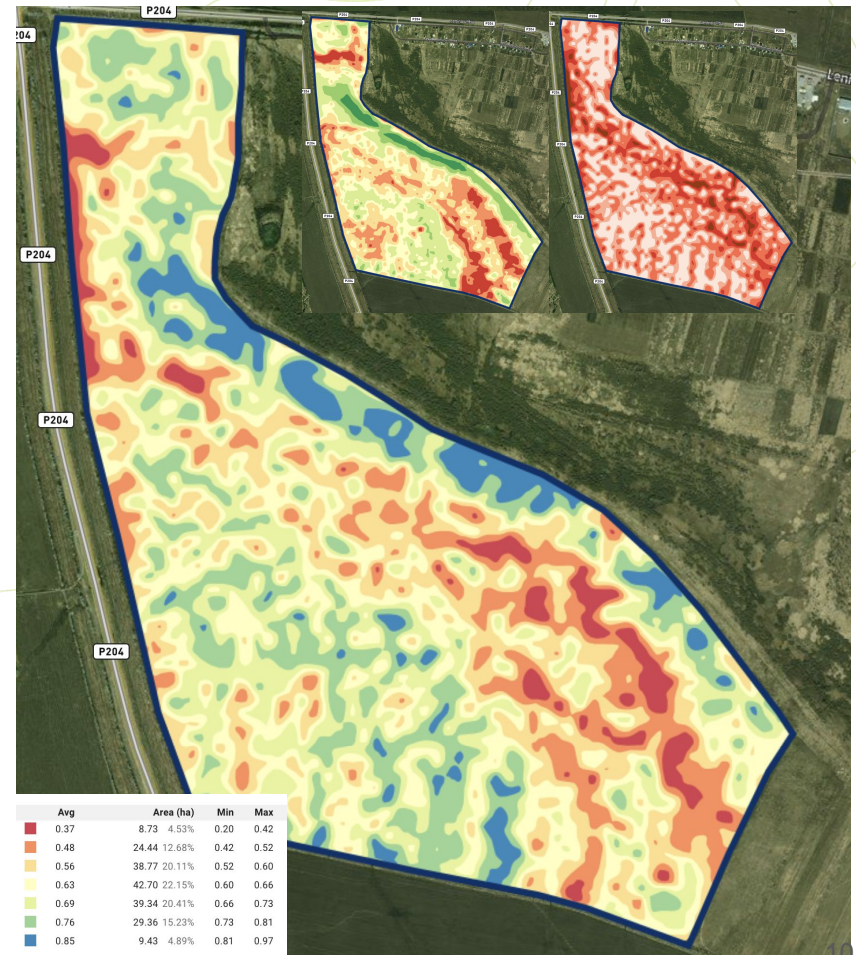 P204
204
Leni
P204
P204
P204
Avg Area (ha) Min Max
0.37 8.73 4.53% 0.20 0.42
0.48 24.44 12.68% 0.42 0.52
0.56 38.77 20.11% 0.52 0.60
0.63 42.70 22.15% 0.60 0.66
0.69 39.34 20.41% 0.66 0.73
0.76 29.36 15.23% 0.73 0.81
0.85 9.43 4.89% 0.81 0.97
10